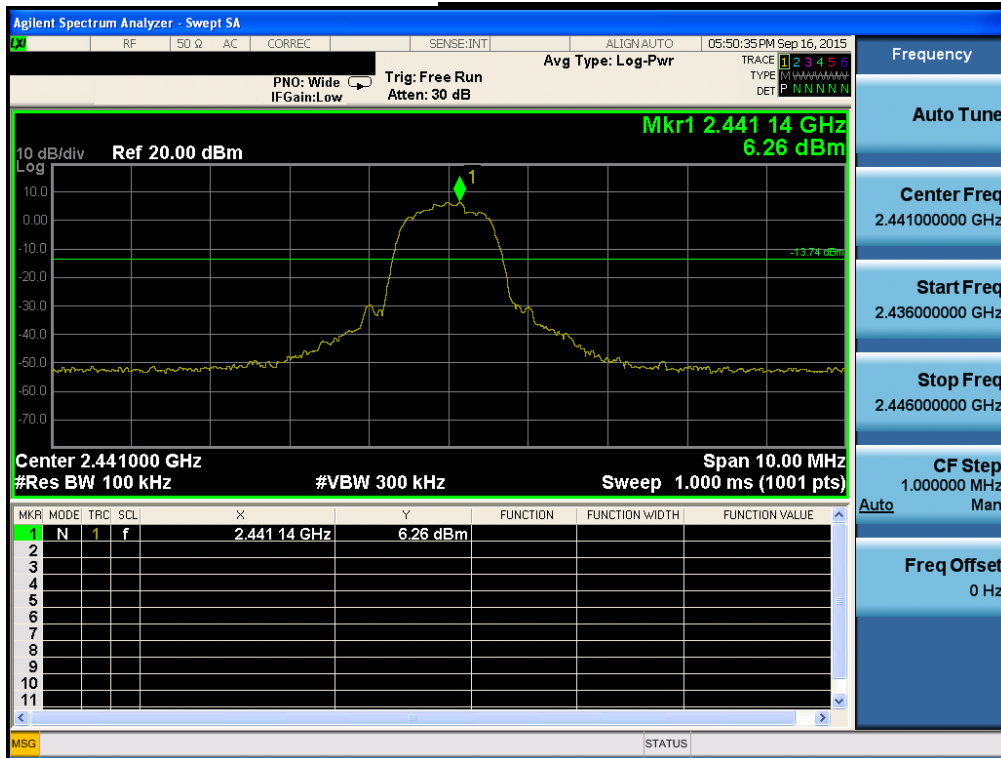 Agilent Spectrum Analyzer - Swept SA
LXI RF 50 Ω AC CORREC SENSE:INT ALIGN AUTO 05:50:35 PM Sep 16, 2015
PNO: Wide
IFGain:Low
Trig: Free Run
Atten: 30 dB
Avg Type: Log-Pwr
TRACE 1 2 3 4 5 6
TYPE M WWWWW
DET P N N N N N
Mkr1 2.441 14 GHz
6.26 dBm
10 dB/div Ref 20.00 dBm
Log
1
10.0
0.00
-10.0
-13.74 dBm
-20.0
-30.0
-40.0
-50.0
-60.0
-70.0
Center 2.441000 GHz Span 10.00 MHz
#Res BW 100 kHz #VBW 300 kHz Sweep 1.000 ms (1001 pts)
MKR MODE TRC SCL X Y FUNCTION FUNCTION WIDTH FUNCTION VALUE
1 N 1 f 2.441 14 GHz 6.26 dBm
2
3
4
5
6
7
8
9
10
11
MSG STATUS
Frequency
Auto Tune
Center Freq
2.441000000 GHz
Start Freq
2.436000000 GHz
Stop Freq
2.446000000 GHz
CF Step
1.000000 MHz
Auto Man
Freq Offset
0 Hz